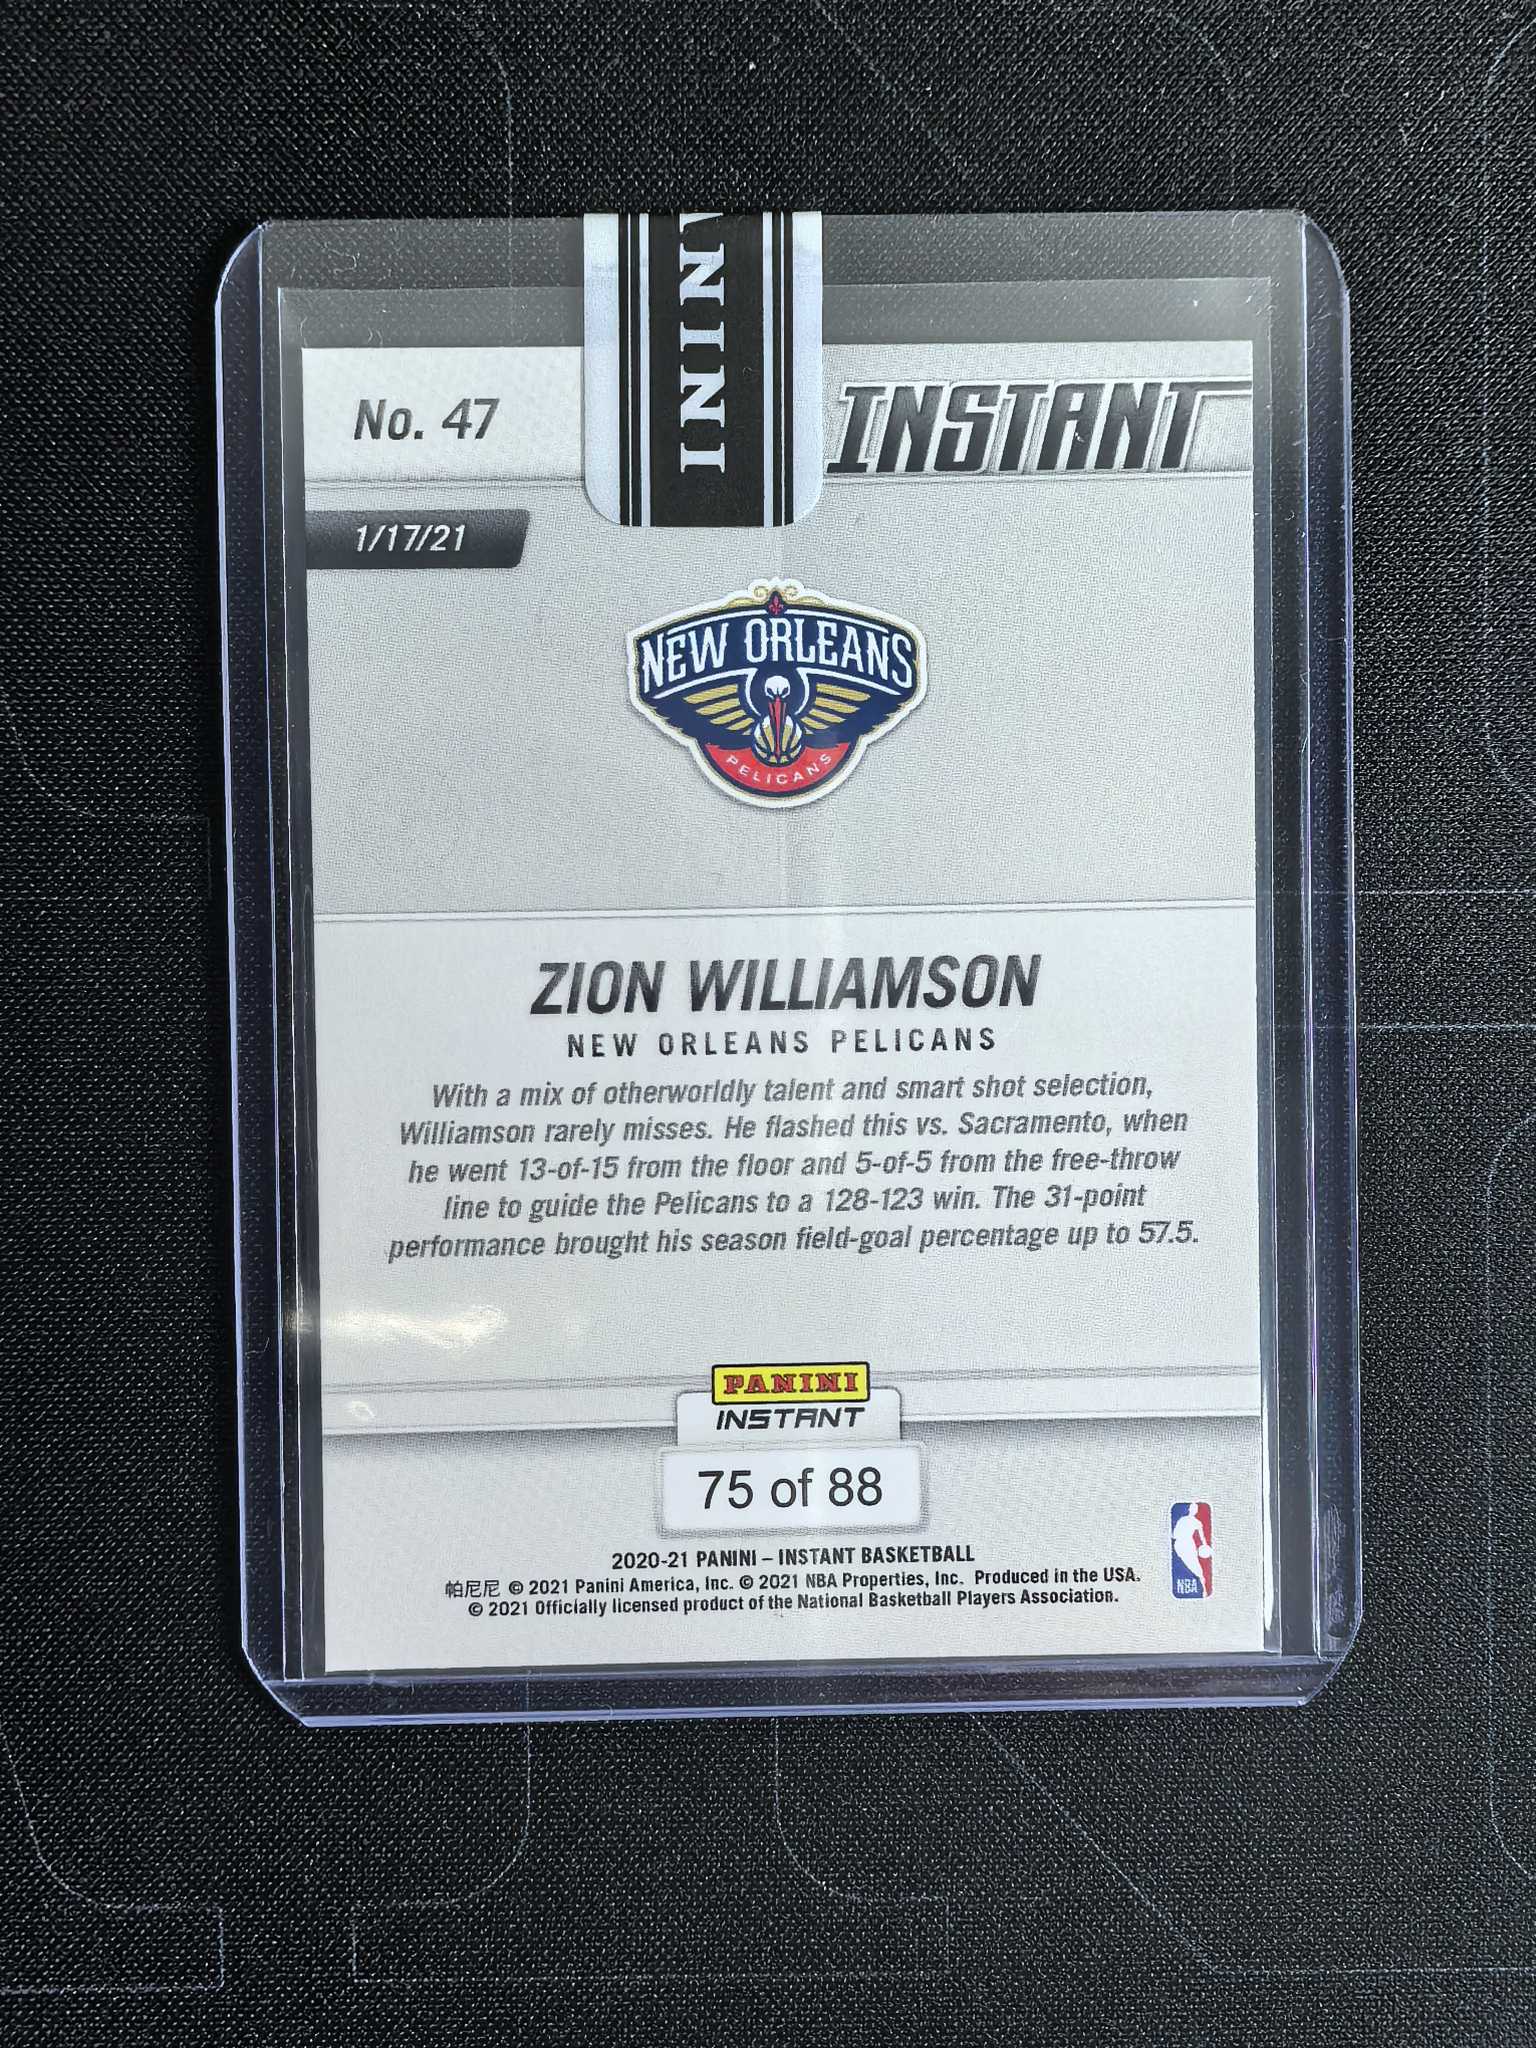 ANINI
No. 47
INSTANT
1/17/21
NEW ORLEANS
PELICANS
ZION WILLIAMSON
NEW ORLEANS PELICANS
With a mix of otherworldly talent and smart shot selection,
Williamson rarely misses. He flashed this vs. Sacramento, when
he went 13-of-15 from the floor and 5-of-5 from the free-throw
line to guide the Pelicans to a 128-123 win. The 31-point
performance brought his season field-goal percentage up to 57.5.
PANINI
INSTANT
75 of 88
2020-21 PANINI – INSTANT BASKETBALL
帕尼尼 © 2021 Panini America, Inc. © 2021 NBA Properties, Inc. Produced in the USA.
© 2021 Officially licensed product of the National Basketball Players Association.
NBA